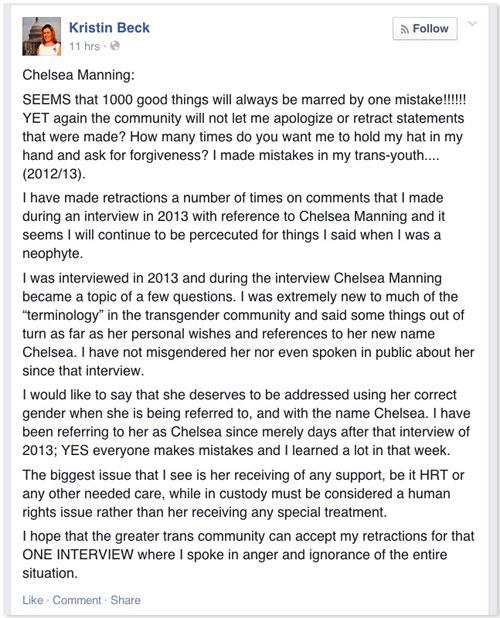 Kristin Beck
Follow
11 hrs ·
Chelsea Manning:
SEEMS that 1000 good things will always be marred by one mistake!!!!!!
YET again the community will not let me apologize or retract statements
that were made? How many times do you want me to hold my hat in my
hand and ask for forgiveness? I made mistakes in my trans-youth....
(2012/13).
I have made retractions a number of times on comments that I made
during an interview in 2013 with reference to Chelsea Manning and it
seems I will continue to be percecuted for things I said when I was a
neophyte.
I was interviewed in 2013 and during the interview Chelsea Manning
became a topic of a few questions. I was extremely new to much of the
“terminology” in the transgender community and said some things out of
turn as far as her personal wishes and references to her new name
Chelsea. I have not misgendered her nor even spoken in public about her
since that interview.
I would like to say that she deserves to be addressed using her correct
gender when she is being referred to, and with the name Chelsea. I have
been referring to her as Chelsea since merely days after that interview of
2013; YES everyone makes mistakes and I learned a lot in that week.
The biggest issue that I see is her receiving of any support, be it HRT or
any other needed care, while in custody must be considered a human
rights issue rather than her receiving any special treatment.
I hope that the greater trans community can accept my retractions for that
ONE INTERVIEW where I spoke in anger and ignorance of the entire
situation.
Like · Comment · Share